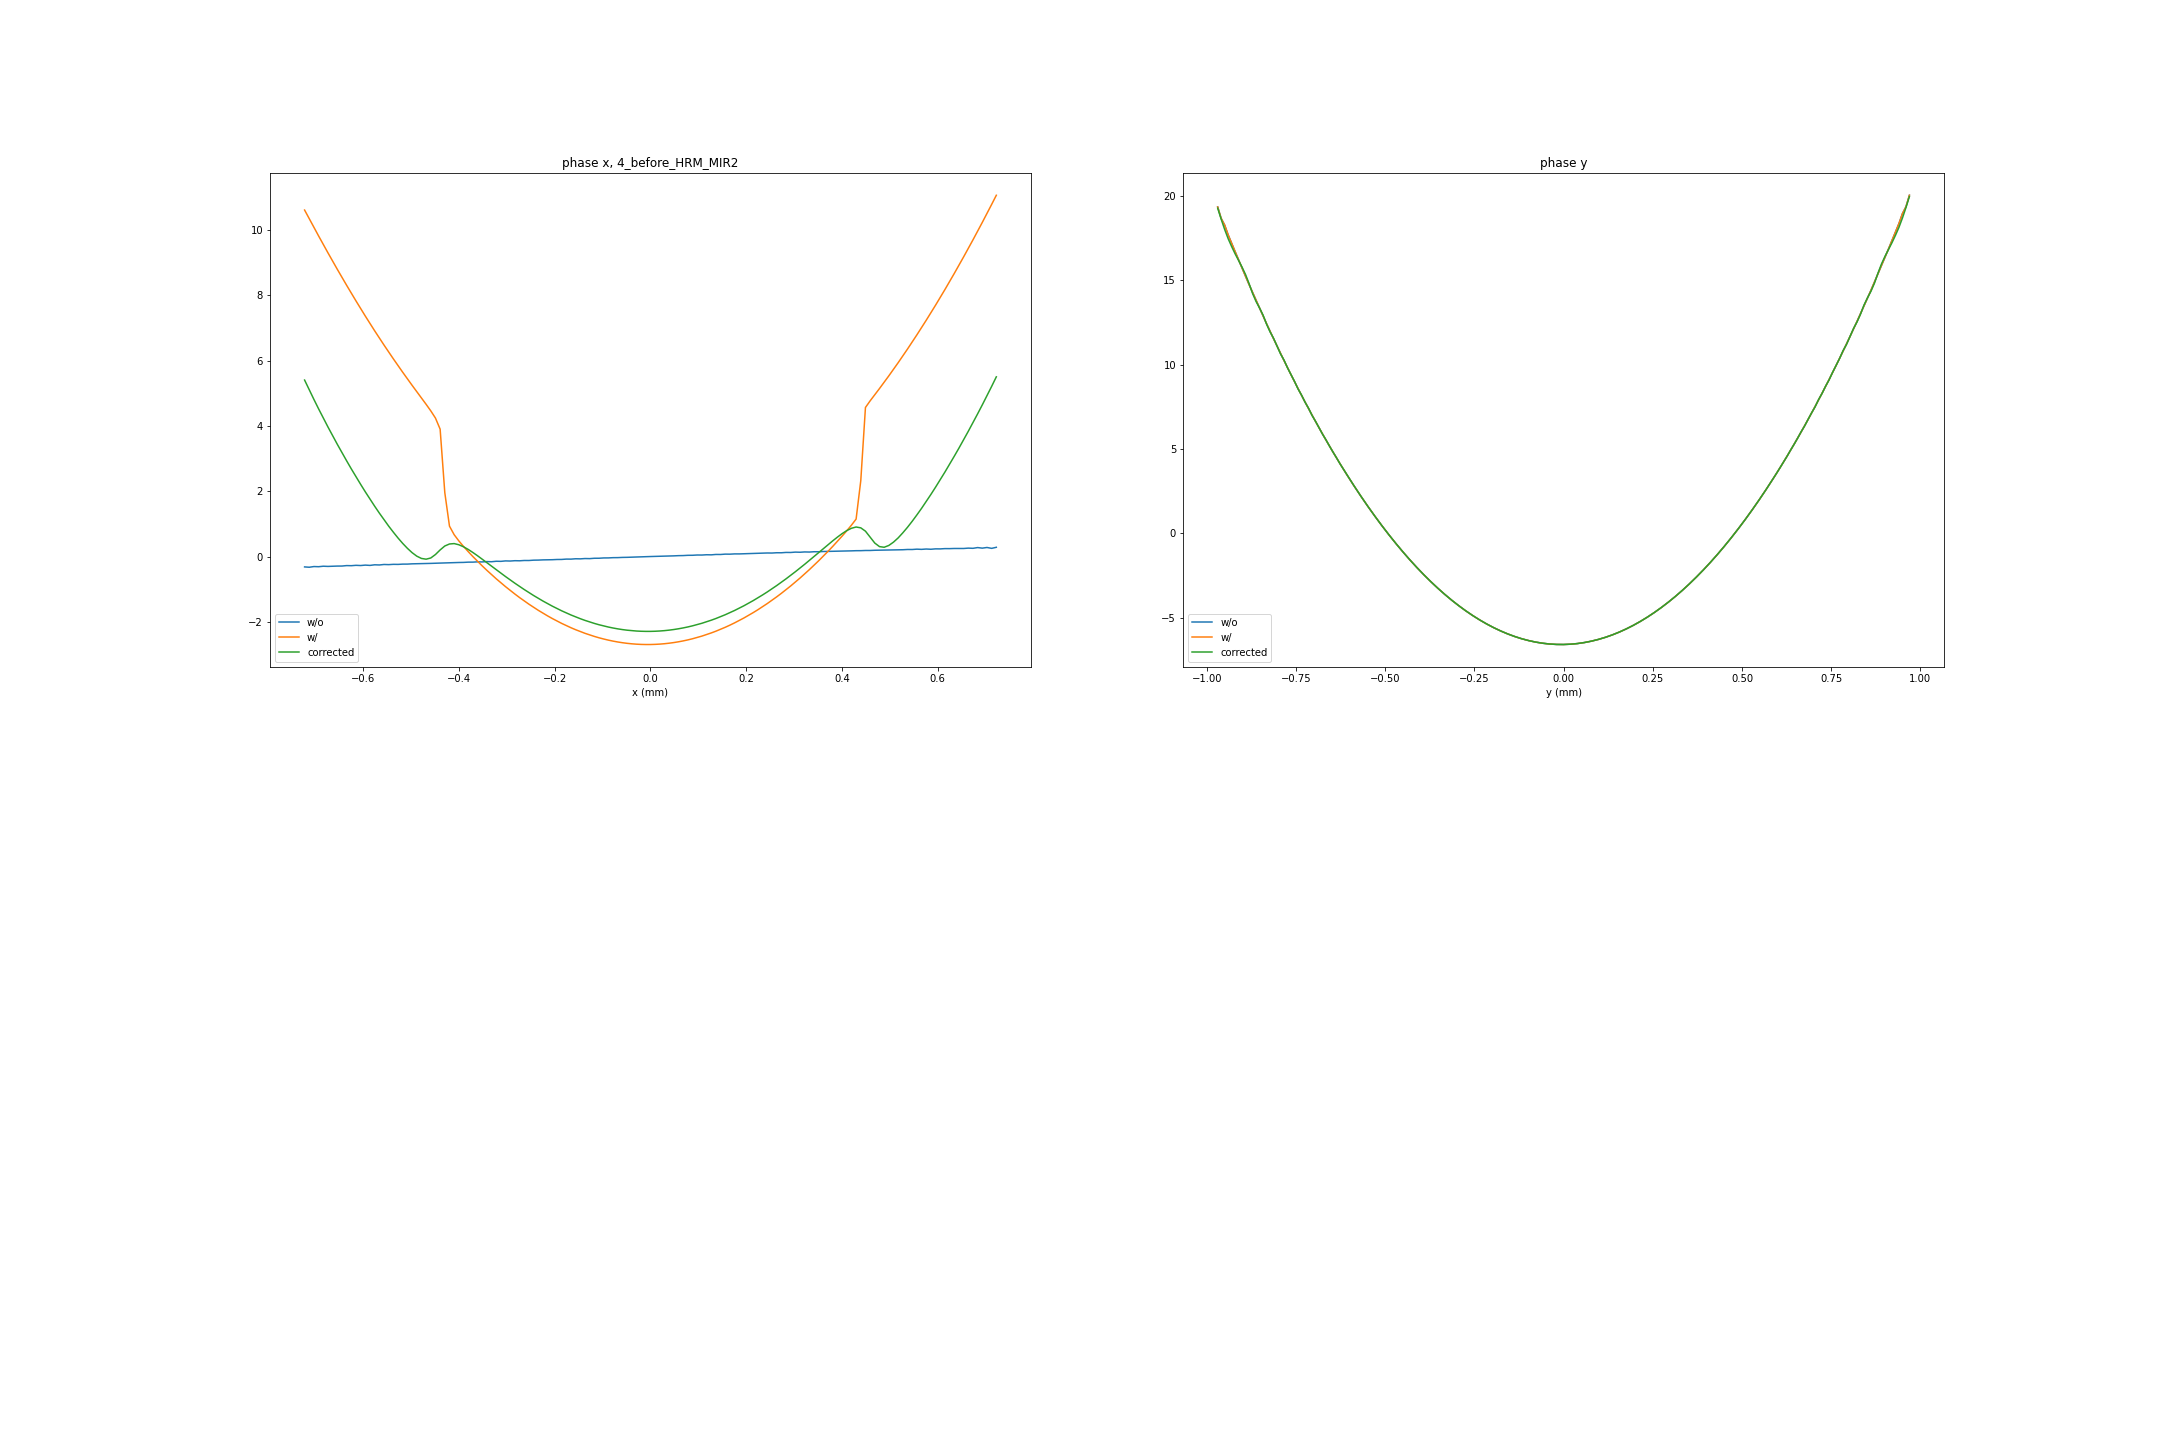 phase x, 4_before_HRM_MIR2
10
8
6
4
2
0
−2
w/o
w/
corrected
−0.6 −0.4 −0.2 0.0 0.2 0.4 0.6
x (mm)
phase y
20
15
10
5
0
−5
w/o
w/
corrected
−1.00 −0.75 −0.50 −0.25 0.00 0.25 0.50 0.75 1.00
y (mm)